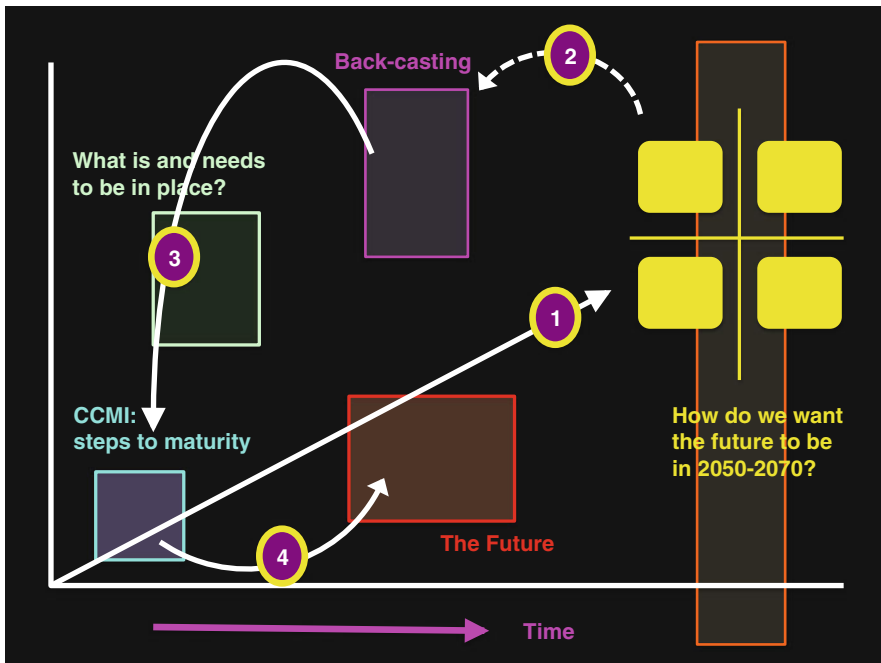 Back-casting
2
What is and needs
to be in place?
3
1
CCMI:
steps to maturity
How do we want
the future to be
in 2050-2070?
4
The Future
Time